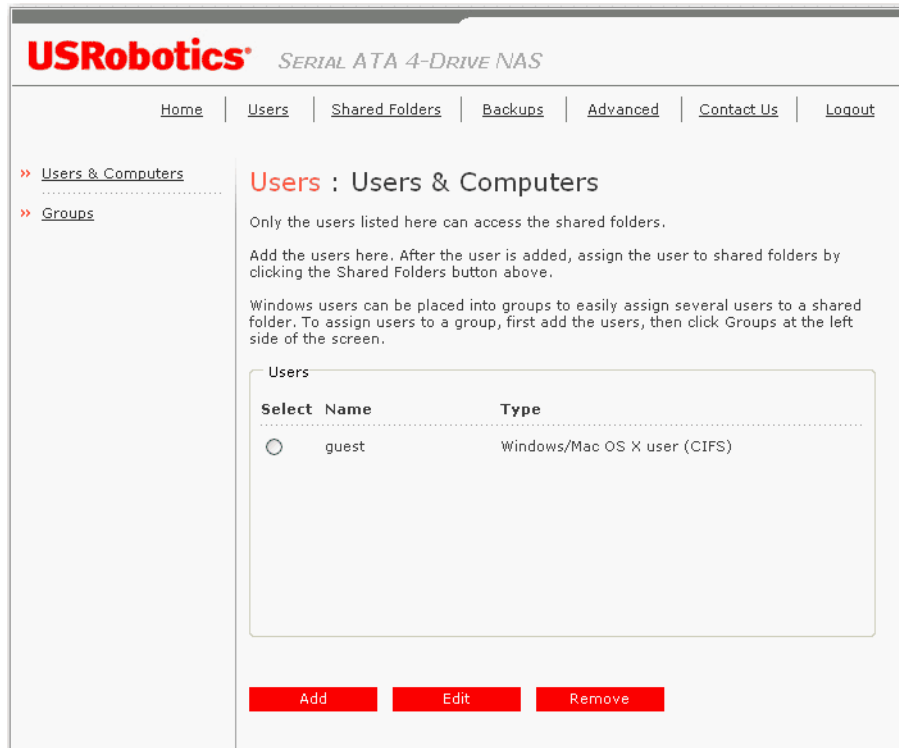 USRobotics® SERIAL ATA 4-DRIVE NAS
Home Users Shared Folders Backups Advanced Contact Us Logout
» Users & Computers
» Groups
Users : Users & Computers
Only the users listed here can access the shared folders.
Add the users here. After the user is added, assign the user to shared folders by
clicking the Shared Folders button above.
Windows users can be placed into groups to easily assign several users to a shared
folder. To assign users to a group, first add the users, then click Groups at the left
side of the screen.
Users
Select Name Type
guest Windows/Mac OS X user (CIFS)
Add Edit Remove